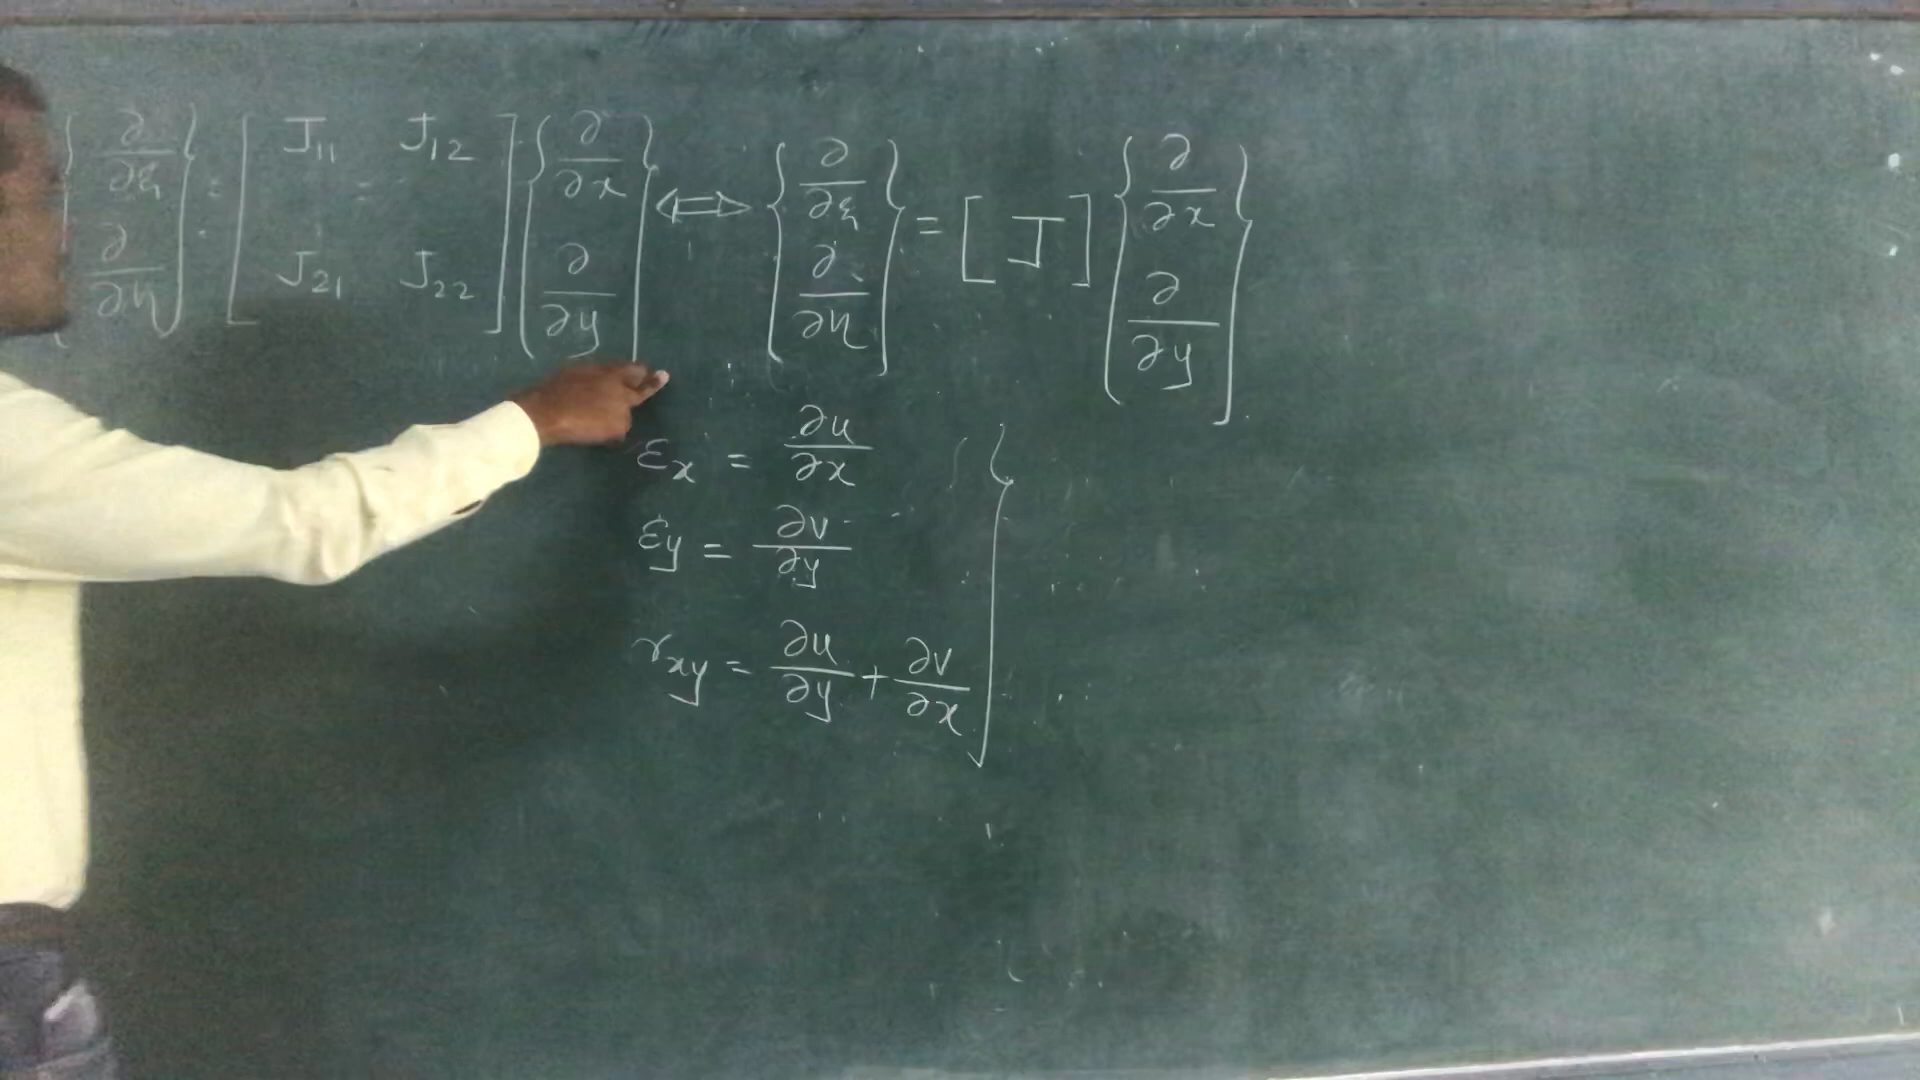 {∂/∂ξ ∂/∂η} = [J₁₁ J₁₂ J₂₁ J₂₂] {∂/∂x ∂/∂y} ⟺ {∂/∂ξ ∂/∂η} = [J] {∂/∂x ∂/∂y}
εx = ∂u/∂x
εy = ∂v/∂y
γxy = ∂u/∂y + ∂v/∂x